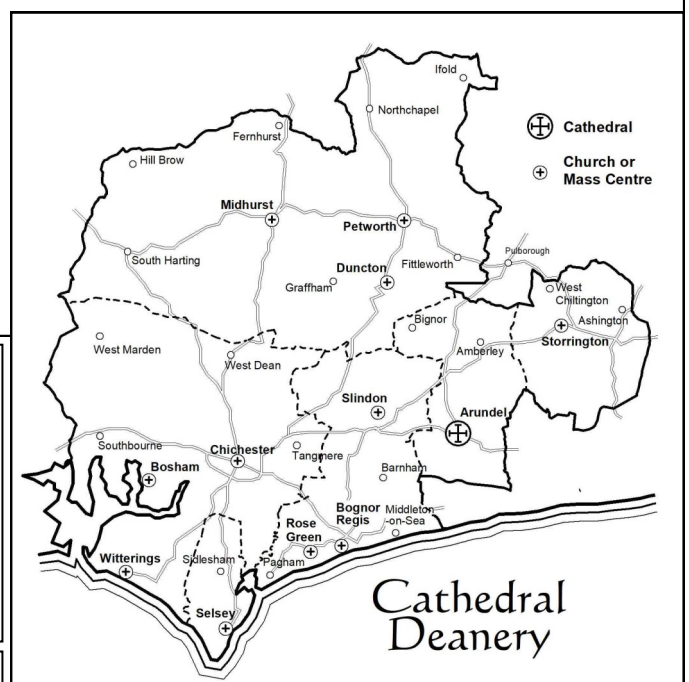 Ifold
Northchapel
Fernhurst
Hill Brow
Cathedral
Church or
Mass Centre
Midhurst
Petworth
South Harting
Fittleworth
Pulborough
Duncton
Graffham
West
Chiltington
Bignor
Ashington
West Marden
West Dean
Amberley
Storrington
Slindon
Arundel
Southbourne
Chichester
Tangmere
Bosham
Barnham
Bognor
Regis
Middleton
-on-Sea
Rose
Green
Witterings
Sidlesham
Pagham
Selsey
Cathedral
Deanery